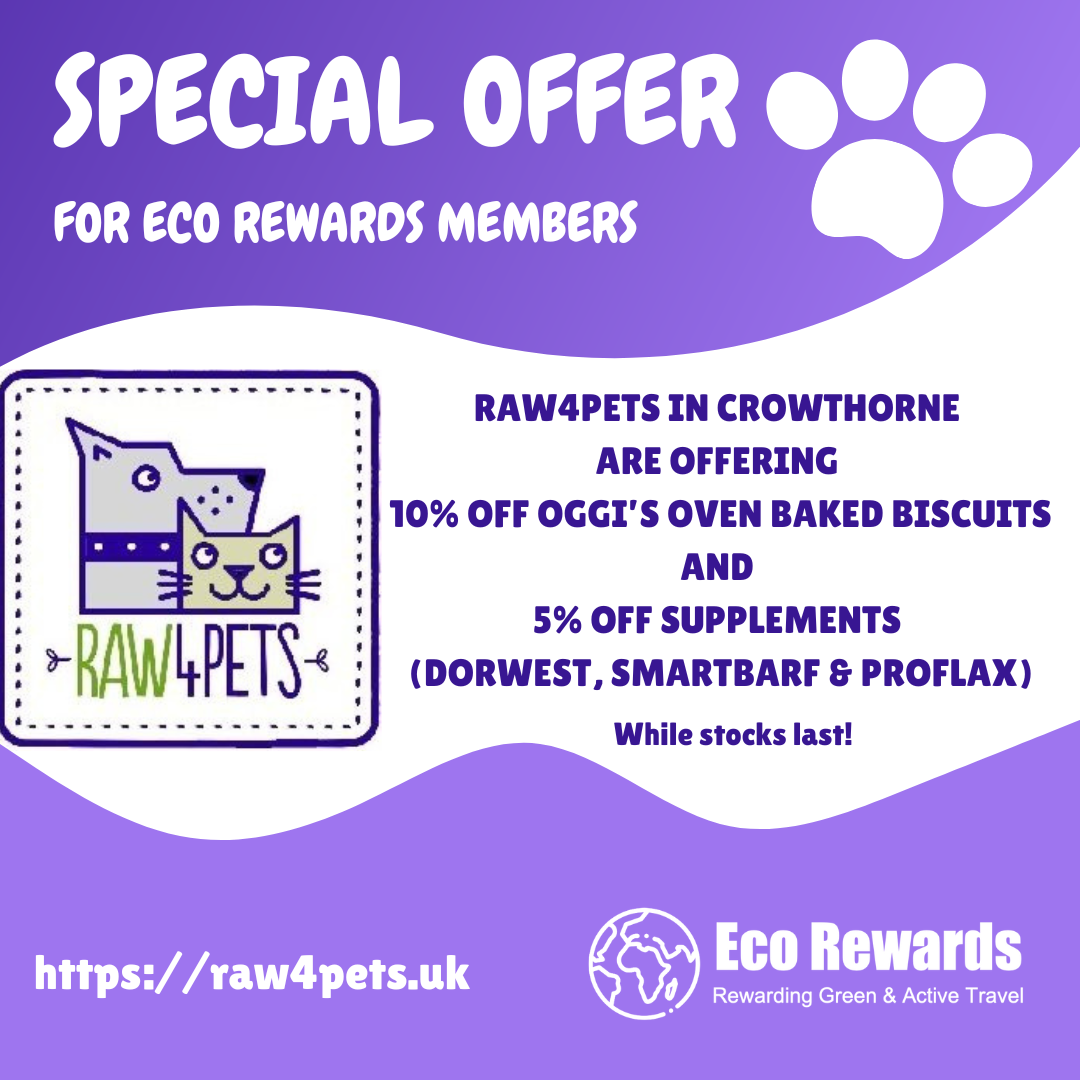 SPECIAL OFFER
FOR ECO REWARDS MEMBERS
RAW4PETS
RAW4PETS IN CROWTHORNE
ARE OFFERING
10% OFF OGGI'S OVEN BAKED BISCUITS
AND
5% OFF SUPPLEMENTS
(DORWEST, SMARTBARF & PROFLAX)
While stocks last!
https://raw4pets.uk
Eco Rewards
Rewarding Green & Active Travel